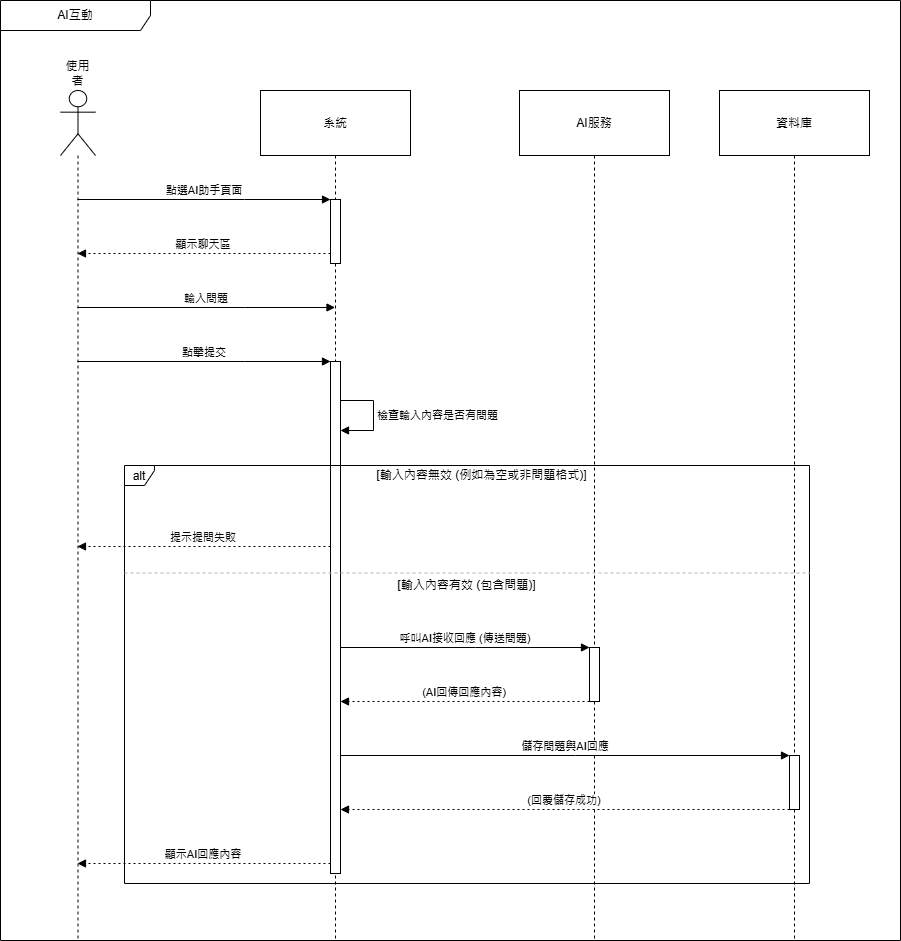 AI互動
使用
者
系統
AI服務
資料庫
點選AI助手頁面
顯示聊天區
輸入問題
點擊提交
檢查輸入內容是否有問題
alt
[輸入內容無效 (例如為空或非問題格式)]
提示提問失敗
[輸入內容有效 (包含問題)]
呼叫AI接收回應 (傳送問題)
(AI回傳回應內容)
儲存問題與AI回應
(回覆儲存成功)
顯示AI回應內容